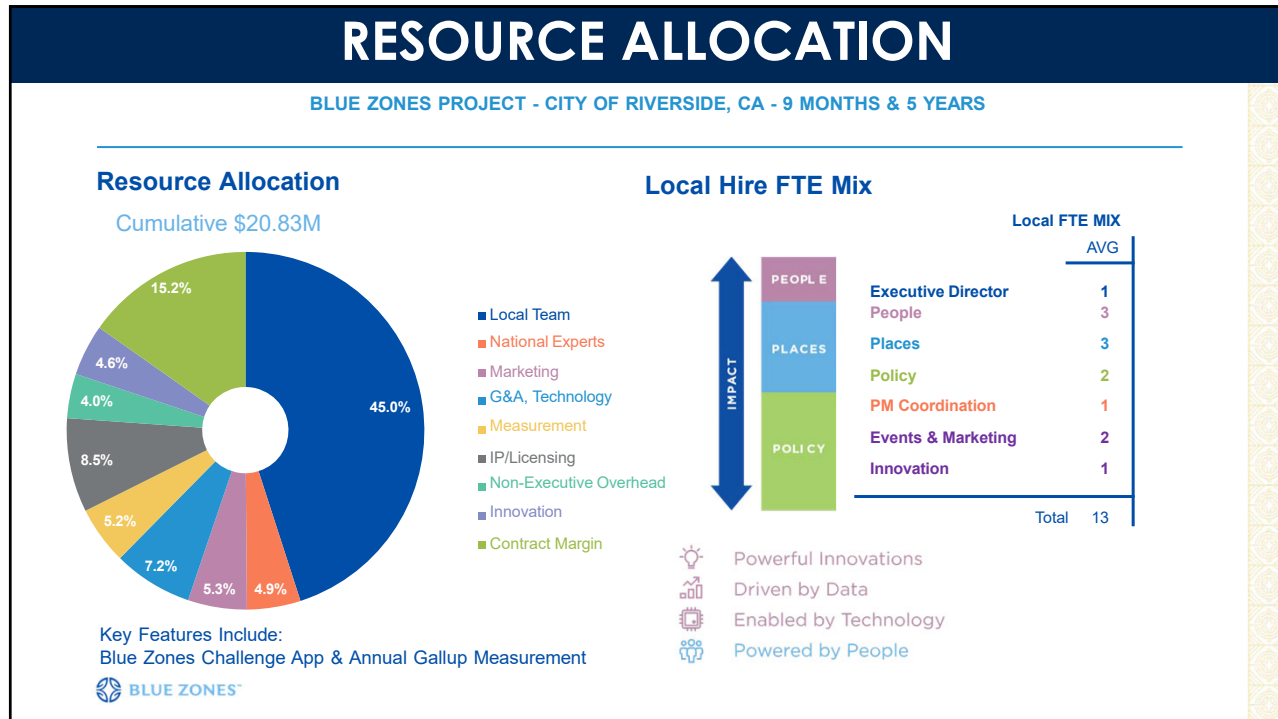 RESOURCE ALLOCATION
BLUE ZONES PROJECT - CITY OF RIVERSIDE, CA - 9 MONTHS & 5 YEARS
Resource Allocation
Cumulative $20.83M
15.2%
4.6%
4.0%
8.5%
5.2%
7.2%
5.3%
4.9%
45.0%
Local Team
National Experts
Marketing
G&A, Technology
Measurement
IP/Licensing
Non-Executive Overhead
Innovation
Contract Margin
Key Features Include:
Blue Zones Challenge App & Annual Gallup Measurement
BLUE ZONES™
Local Hire FTE Mix
IMPACT
PEOPLE
PLACES
POLICY
Local FTE MIX
AVG
Executive Director 1
People 3
Places 3
Policy 2
PM Coordination 1
Events & Marketing 2
Innovation 1
Total 13
Powerful Innovations
Driven by Data
Enabled by Technology
Powered by People